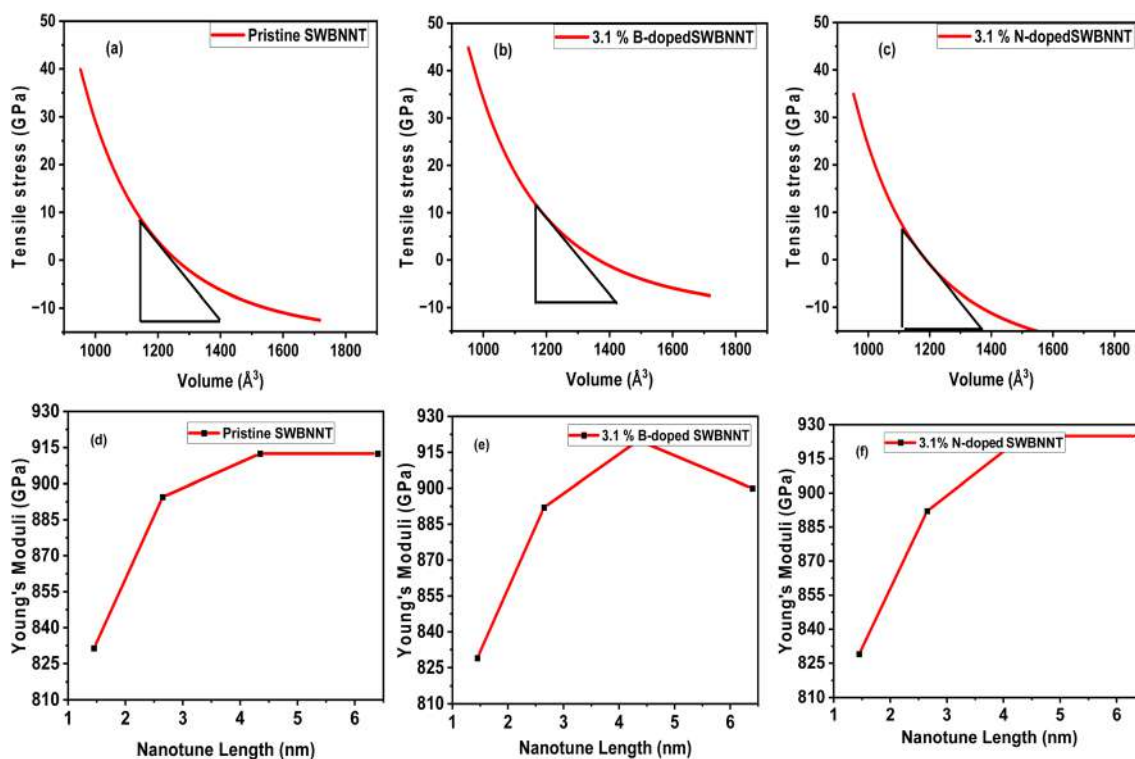 50
40
30
20
10
0
−10
Tensile stress (GPa)
(a)
Pristine SWBNNT
1000 1200 1400 1600 1800
Volume (Å³)
50
40
30
20
10
0
−10
Tensile stress (GPa)
(b)
3.1 % B-dopedSWBNNT
1000 1200 1400 1600 1800
Volume (Å³)
50
40
30
20
10
0
−10
Tensile stress (GPa)
(c)
3.1 % N-dopedSWBNNT
1000 1200 1400 1600 1800
Volume (Å³)
930
915
900
885
870
855
840
825
810
Young's Moduli (GPa)
(d)
Pristine SWBNNT
1 2 3 4 5 6
Nanotune Length (nm)
930
915
900
885
870
855
840
825
810
Young's Moduli (GPa)
(e)
3.1 % B-doped SWBNNT
1 2 3 4 5 6
Nanotune Length (nm)
930
915
900
885
870
855
840
825
810
Young's Moduli (GPa)
(f)
3.1% N-doped SWBNNT
1 2 3 4 5 6
Nanotune Length (nm)